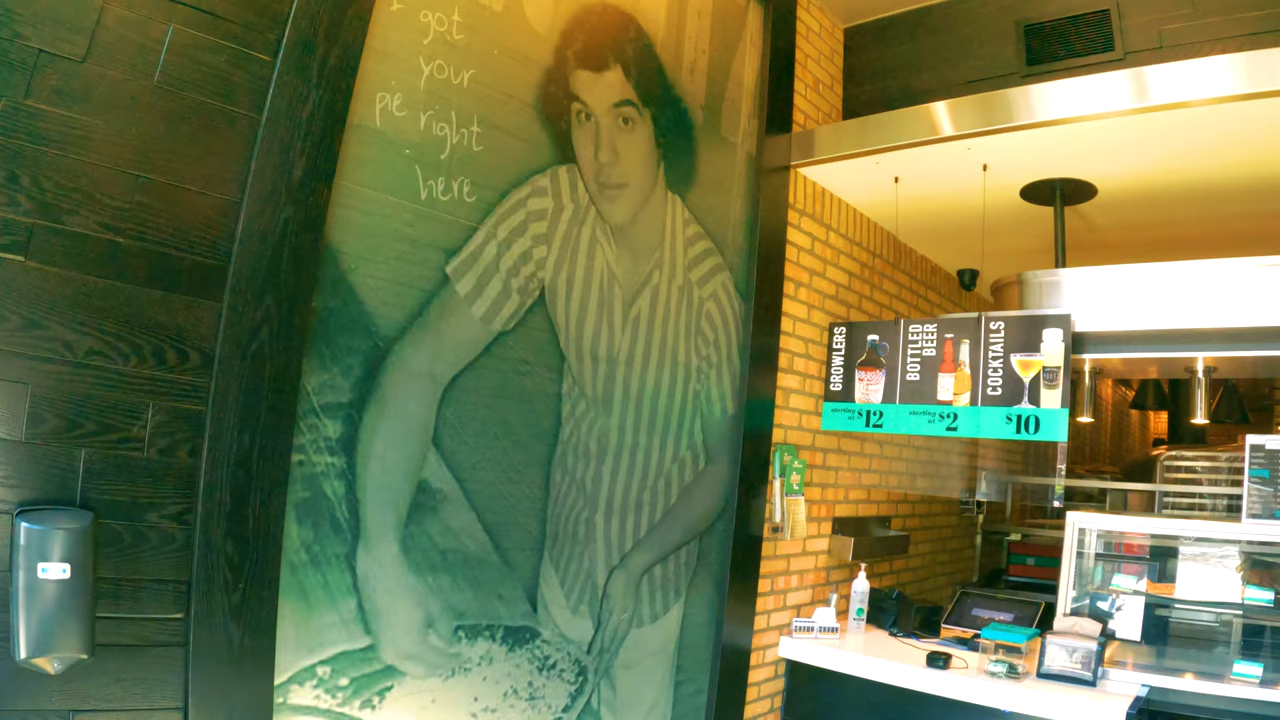 I
got
your
pie right
here
GROWLERS
starting
at $12
BOTTLED
BEER
starting
at $2
COCKTAILS
$10